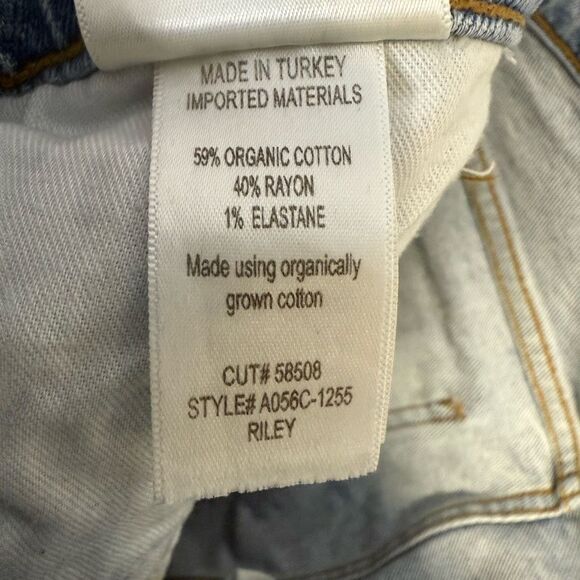 MADE IN TURKEY
IMPORTED MATERIALS
59% ORGANIC COTTON
40% RAYON
1% ELASTANE
Made using organically
grown cotton
CUT# 58508
STYLE# A056C-1255
RILEY